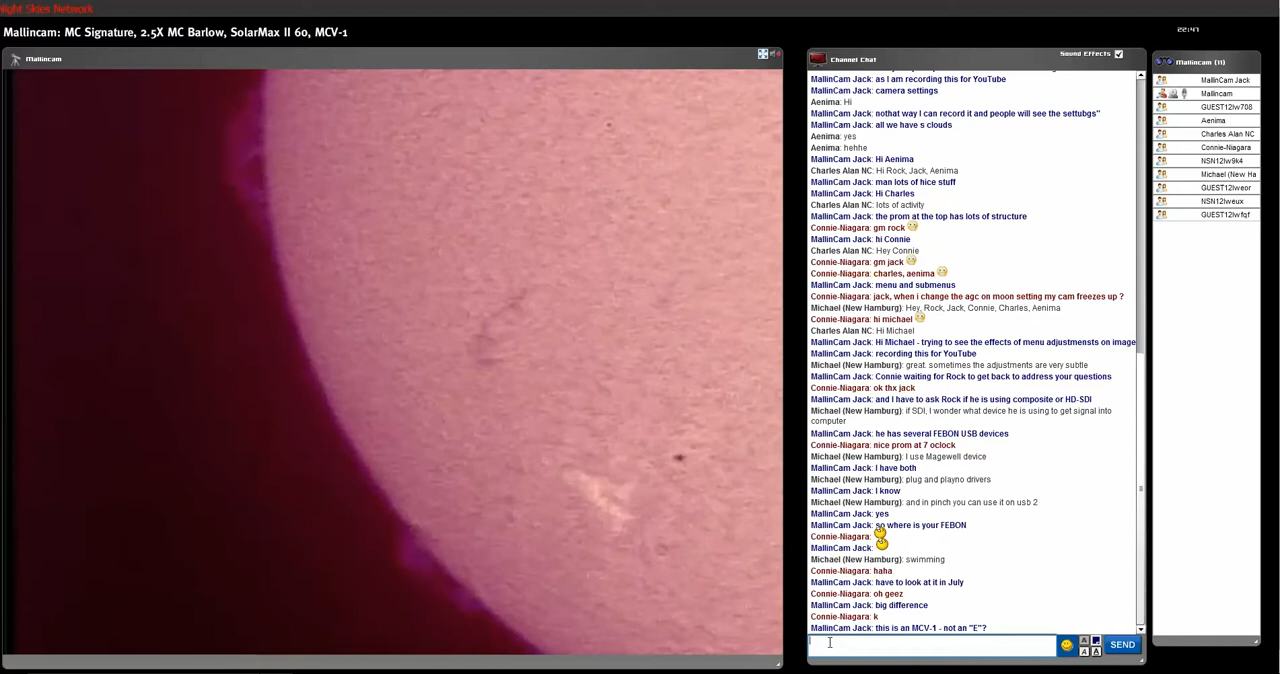 Night Skies Network
Mallincam: MC Signature, 2.5X MC Barlow, SolarMax II 60, MCV-1
22:47
Mallincam
Channel Chat
Sound Effects
MallinCam Jack: as I am recording this for YouTube
MallinCam Jack: camera settings
Aenima: Hi
MallinCam Jack: nothat way I can record it and people will see the settubgs"
MallinCam Jack: all we have s clouds
Aenima: yes
Aenima: hehhe
MallinCam Jack: Hi Aenima
Charles Alan NC: Hi Rock, Jack, Aenima
MallinCam Jack: man lots of hice stuff
MallinCam Jack: Hi Charles
Charles Alan NC: lots of activity
MallinCam Jack: the prom at the top has lots of structure
Connie-Niagara: gm rock
MallinCam Jack: hi Connie
Charles Alan NC: Hey Connie
Connie-Niagara: gm jack
Connie-Niagara: charles, aenima
MallinCam Jack: menu and submenus
Connie-Niagara: jack, when i change the agc on moon setting my cam freezes up ?
Michael (New Hamburg): Hey, Rock, Jack, Connie, Charles, Aenima
Connie-Niagara: hi michael
Charles Alan NC: Hi Michael
MallinCam Jack: Hi Michael - trying to see the effects of menu adjustmensts on image
recording this for YouTube
Michael (New Hamburg): great. sometimes the adjustments are very subtle
MallinCam Jack: Connie waiting for Rock to get back to address your questions
Connie-Niagara: ok thx jack
MallinCam Jack: and I have to ask Rock if he is using composite or HD-SDI
Michael (New Hamburg): if SDI, I wonder what device he is using to get signal into
computer
MallinCam Jack: he has several FEBON USB devices
Connie-Niagara: nice prom at 7 oclock
Michael (New Hamburg): I use Magewell device
MallinCam Jack: I have both
Michael (New Hamburg): plug and playno drivers
MallinCam Jack: I know
Michael (New Hamburg): and in pinch you can use it on usb 2
MallinCam Jack: yes
MallinCam Jack: so where is your FEBON
Connie-Niagara:
MallinCam Jack:
Michael (New Hamburg): swimming
Connie-Niagara: haha
MallinCam Jack: have to look at it in July
Connie-Niagara: oh geez
MallinCam Jack: big difference
Connie-Niagara: k
MallinCam Jack: this is an MCV-1 - not an "E"?
A
A A
SEND
Mallincam (11)
MallinCam Jack
Mallincam
GUEST12lw708
Aenima
Charles Alan NC
Connie-Niagara
NSN12lw9k4
Michael (New Ha
GUEST12lweor
NSN12lweux
GUEST12lwfqf